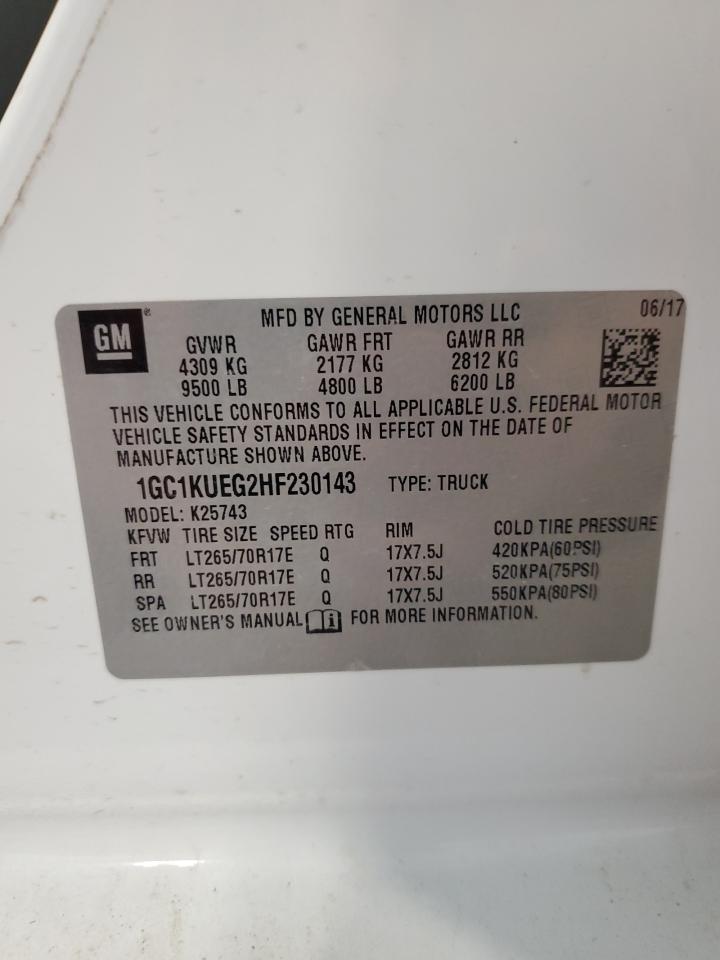 GM ®
MFD BY GENERAL MOTORS LLC 06/17
GVWR GAWR FRT GAWR RR
4309 KG 2177 KG 2812 KG
9500 LB 4800 LB 6200 LB
THIS VEHICLE CONFORMS TO ALL APPLICABLE U.S. FEDERAL MOTOR
VEHICLE SAFETY STANDARDS IN EFFECT ON THE DATE OF
MANUFACTURE SHOWN ABOVE.
1GC1KUEG2HF230143 TYPE: TRUCK
MODEL: K25743
KFVW TIRE SIZE SPEED RTG RIM COLD TIRE PRESSURE
FRT LT265/70R17E Q 17X7.5J 420KPA(60PSI)
RR LT265/70R17E Q 17X7.5J 520KPA(75PSI)
SPA LT265/70R17E Q 17X7.5J 550KPA(80PSI)
SEE OWNER'S MANUAL i FOR MORE INFORMATION.